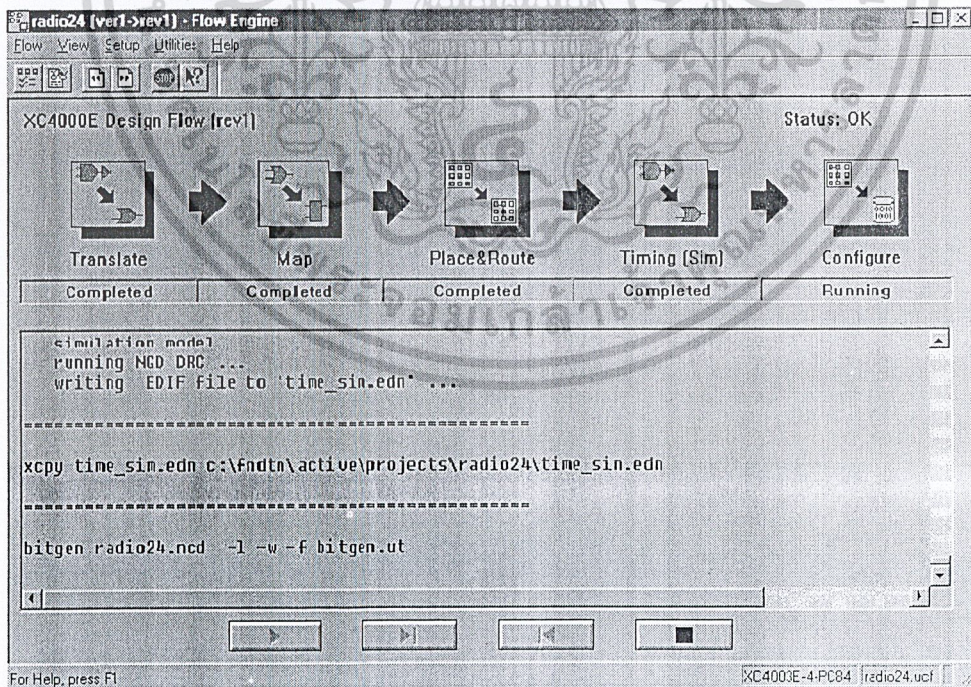 radio24 (ver1->rev1) - Flow Engine
Flow View Setup Utilities Help
STOP
XC4000E Design Flow (rev1)
Status: OK
Translate Map Place&Route Timing (Sim) Configure
Completed Completed Completed Completed Running
simulation model
running NGD DRC ...
writing EDIF file to 'time_sim.edn' ...
==================================================
xcpy time_sim.edn c:\fndtn\active\projects\radio24\time_sim.edn
==================================================
bitgen radio24.ncd -l -w -f bitgen.ut
For Help, press F1
XC4003E-4-PC84 radio24.ucf